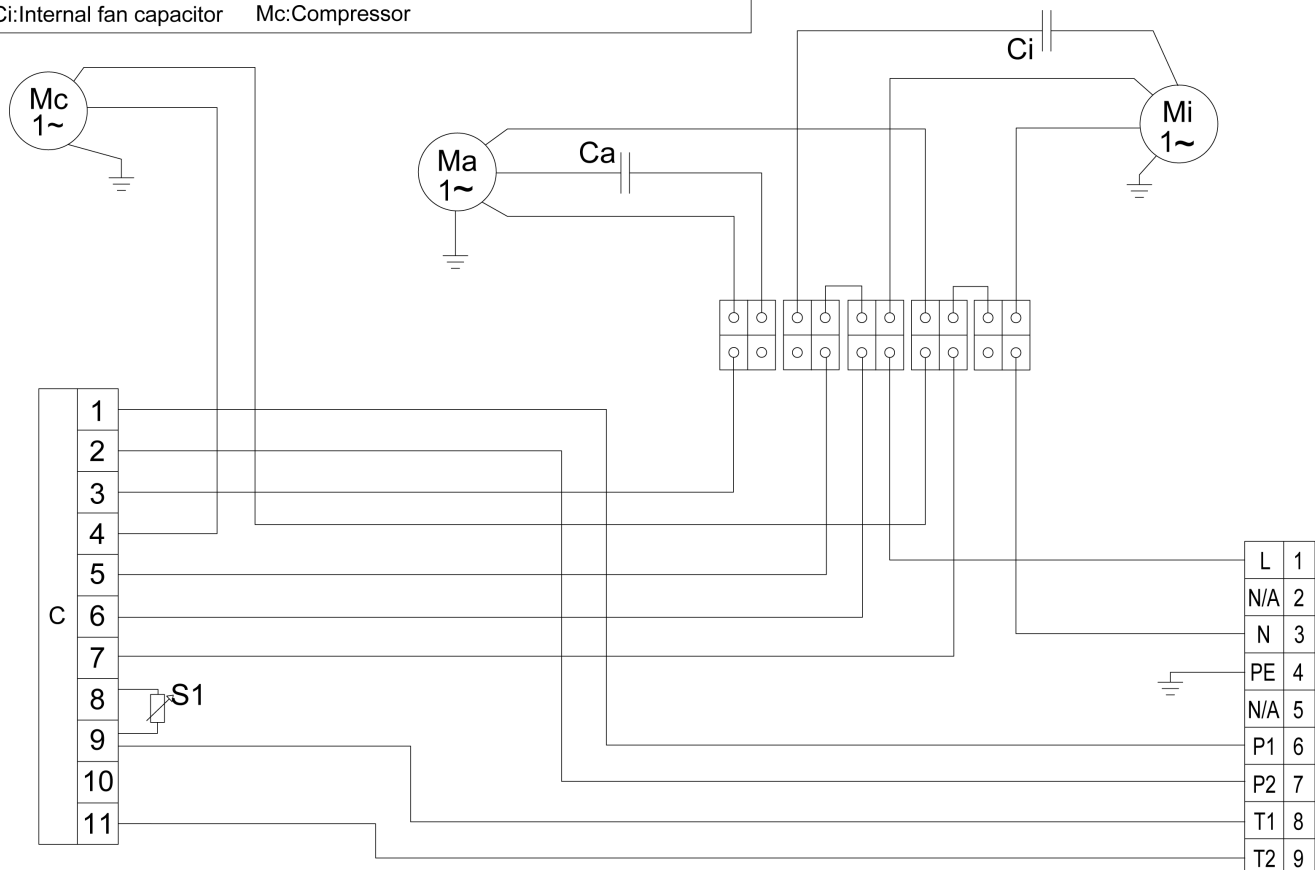 Ci:Internal fan capacitor Mc:Compressor
Ci
Mc
1~
Mi
1~
Ma
1~
Ca
C
1
2
3
4
5
6
7
8
9
10
11
S1
L 1
N/A 2
N 3
PE 4
N/A 5
P1 6
P2 7
T1 8
T2 9